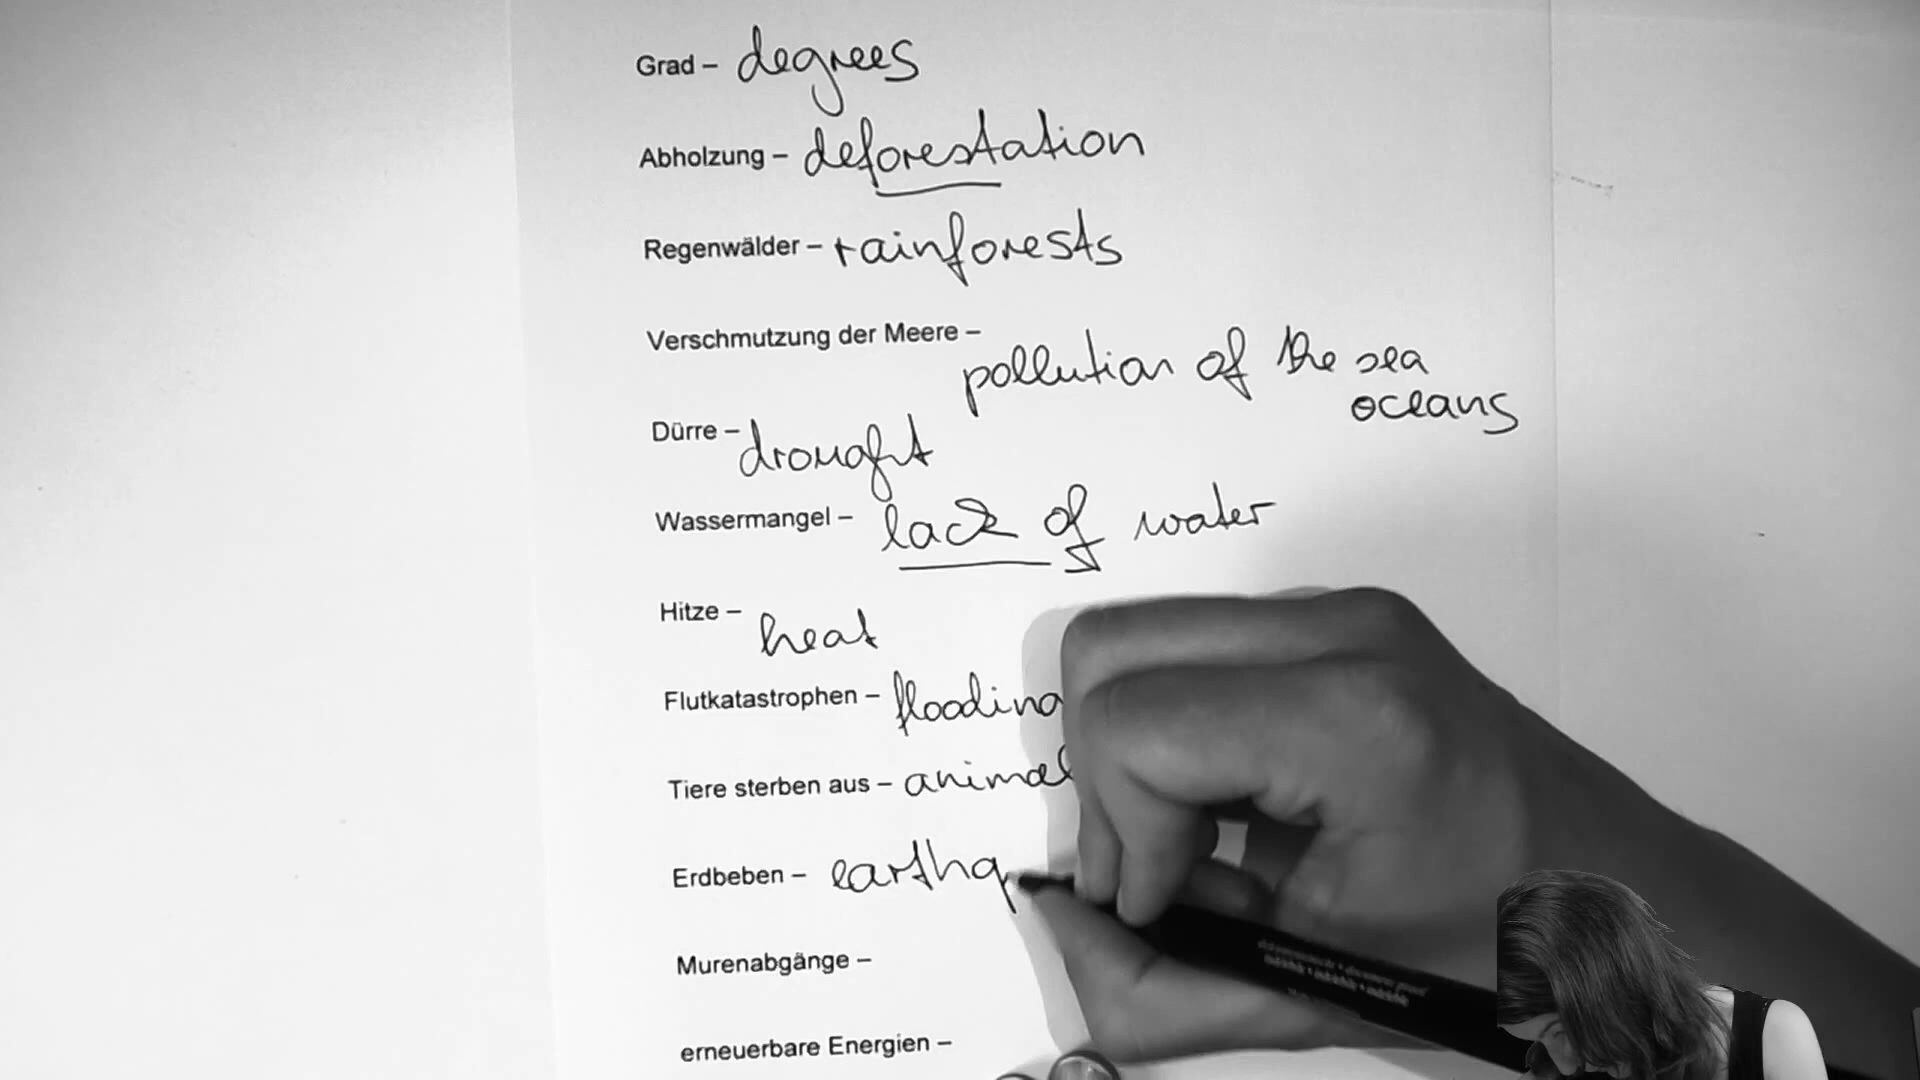 Grad – degrees
Abholzung – deforestation
Regenwälder – rainforests
Verschmutzung der Meere – pollution of the sea
oceans
Dürre – drought
Wassermangel – lack of water
Hitze – heat
Flutkatastrophen – flooding
Tiere sterben aus – animal
Erdbeben – earthq
Murenabgänge –
erneuerbare Energien –